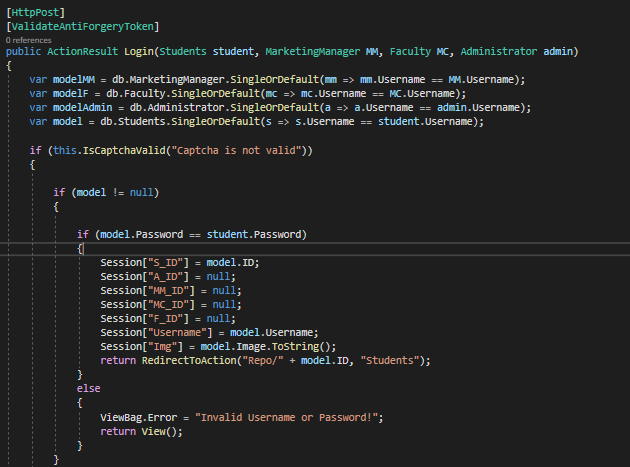 [HttpPost]
[ValidateAntiForgeryToken]
0 references
public ActionResult Login(Students student, MarketingManager MM, Faculty MC, Administrator admin)
{
    var modelMM = db.MarketingManager.SingleOrDefault(mm => mm.Username == MM.Username);
    var modelF = db.Faculty.SingleOrDefault(mc => mc.Username == MC.Username);
    var modelAdmin = db.Administrator.SingleOrDefault(a => a.Username == admin.Username);
    var model = db.Students.SingleOrDefault(s => s.Username == student.Username);
    if (this.IsCaptchaValid("Captcha is not valid"))
    {
        if (model != null)
        {
            if (model.Password == student.Password)
            {
                Session["S_ID"] = model.ID;
                Session["A_ID"] = null;
                Session["MM_ID"] = null;
                Session["MC_ID"] = null;
                Session["F_ID"] = null;
                Session["Username"] = model.Username;
                Session["Img"] = model.Image.ToString();
                return RedirectToAction("Repo/" + model.ID, "Students");
            }
            else
            {
                ViewBag.Error = "Invalid Username or Password!";
                return View();
            }
        }